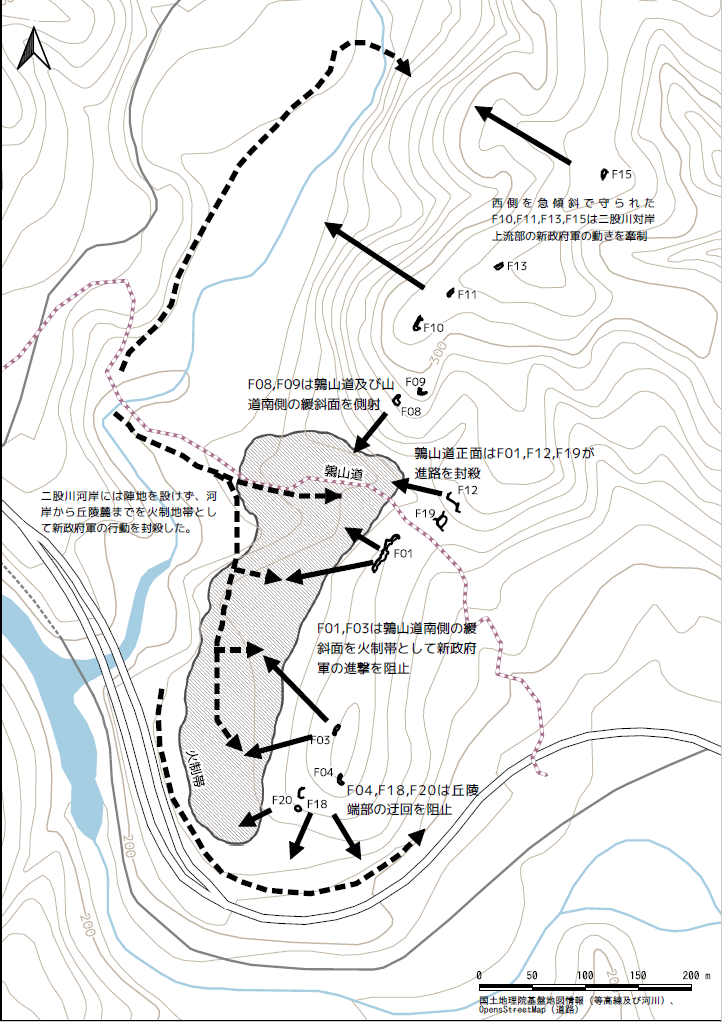 F15
西側を急傾斜で守られた
F10,F11,F13,F15は二股川対岸
上流部の新政府軍の動きを牽制
F13
F11
F10
300
F08,F09は鶉山道及び山
道南側の緩斜面を側射
F09
F08
鶉山道
鶉山道正面はF01,F12,F19が
進路を封殺
F12
F19
二股川河岸には陣地を設けず、河
岸から丘陵麓までを火制地帯とし
て新政府軍の行動を封殺した。
F01
F01,F03は鶉山道南側の緩
斜面を火制帯として新政府
軍の進撃を阻止
F03
火制帯
F04
F04,F18,F20は丘陵
端部の迂回を阻止
F20
F18
200
200
200
0 50 100 150 200 m
国土地理院基盤地図情報（等高線及び河川）、
OpensStreetMap（道路）